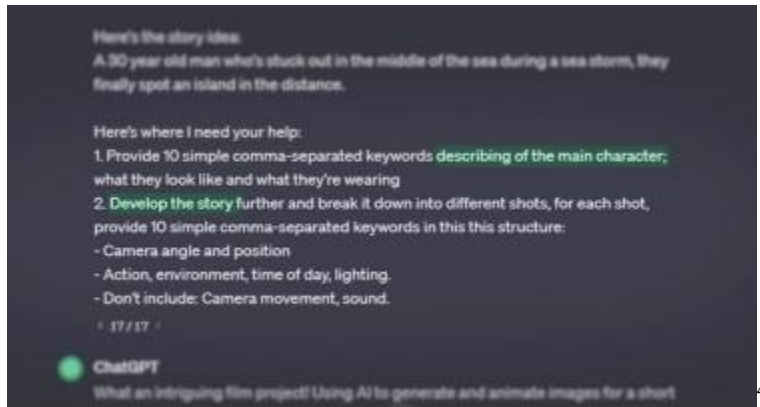 Here's the story idea:
A 30 year old man who's stuck out in the middle of the sea during a sea storm, they
finally spot an island in the distance.
Here's where I need your help:
1. Provide 10 simple comma-separated keywords describing of the main character;
what they look like and what they're wearing
2. Develop the story further and break it down into different shots, for each shot,
provide 10 simple comma-separated keywords in this this structure:
- Camera angle and position
- Action, environment, time of day, lighting.
- Don't include: Camera movement, sound.
17/17
ChatGPT
What an intriguing film project! Using AI to generate and animate images for a short